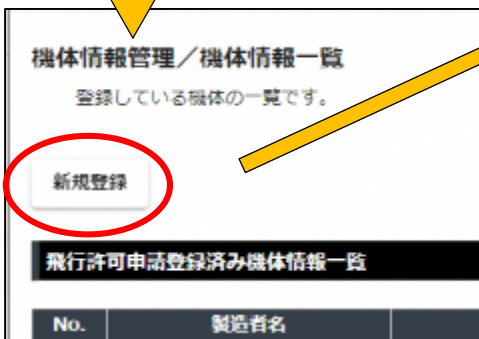 機体情報管理／機体情報一覧
登録している機体の一覧です。
新規登録
飛行許可申請登録済み機体情報一覧
No. 製造者名